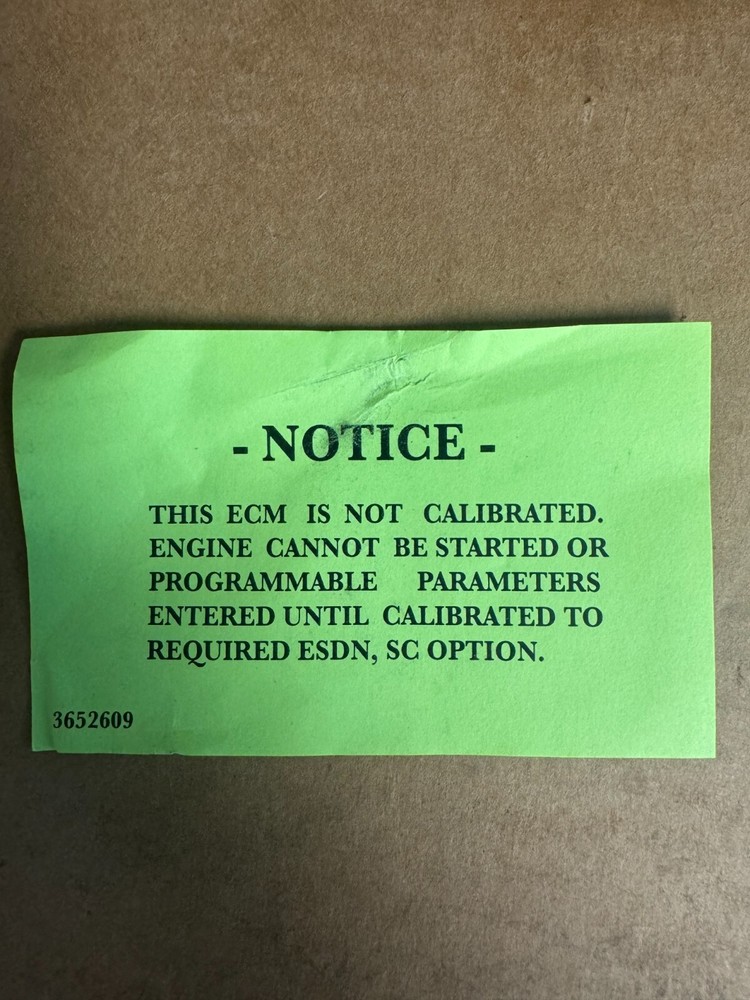 - NOTICE -
THIS ECM IS NOT CALIBRATED.
ENGINE CANNOT BE STARTED OR
PROGRAMMABLE PARAMETERS
ENTERED UNTIL CALIBRATED TO
REQUIRED ESDN, SC OPTION.
3652609